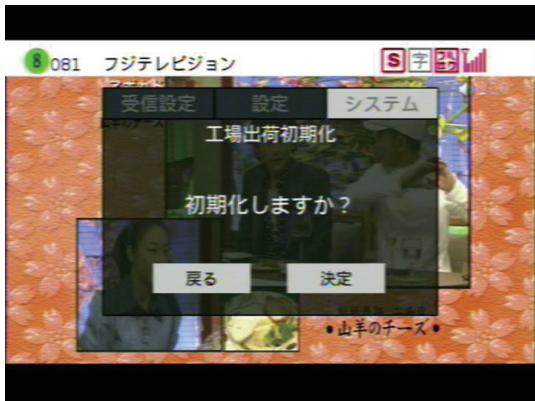 8 081 フジテレビジョン S 字
受信設定 設定 システム
工場出荷初期化
初期化しますか？
戻る 決定
•山羊のチーズ•